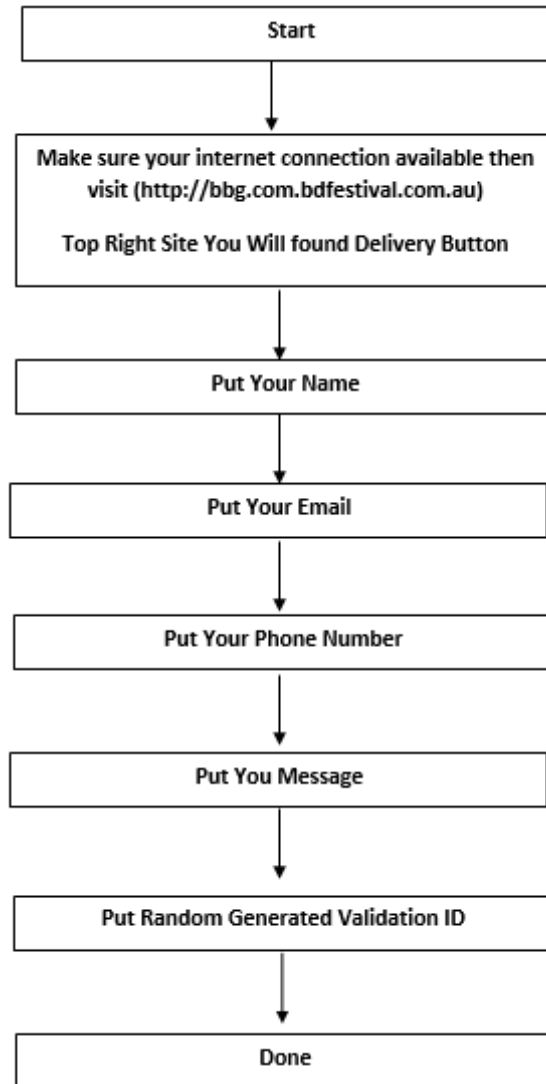 Start
Make sure your internet connection available then
visit (http://bbg.com.bdfestival.com.au)
Top Right Site You Will found Delivery Button
Put Your Name
Put Your Email
Put Your Phone Number
Put You Message
Put Random Generated Validation ID
Done